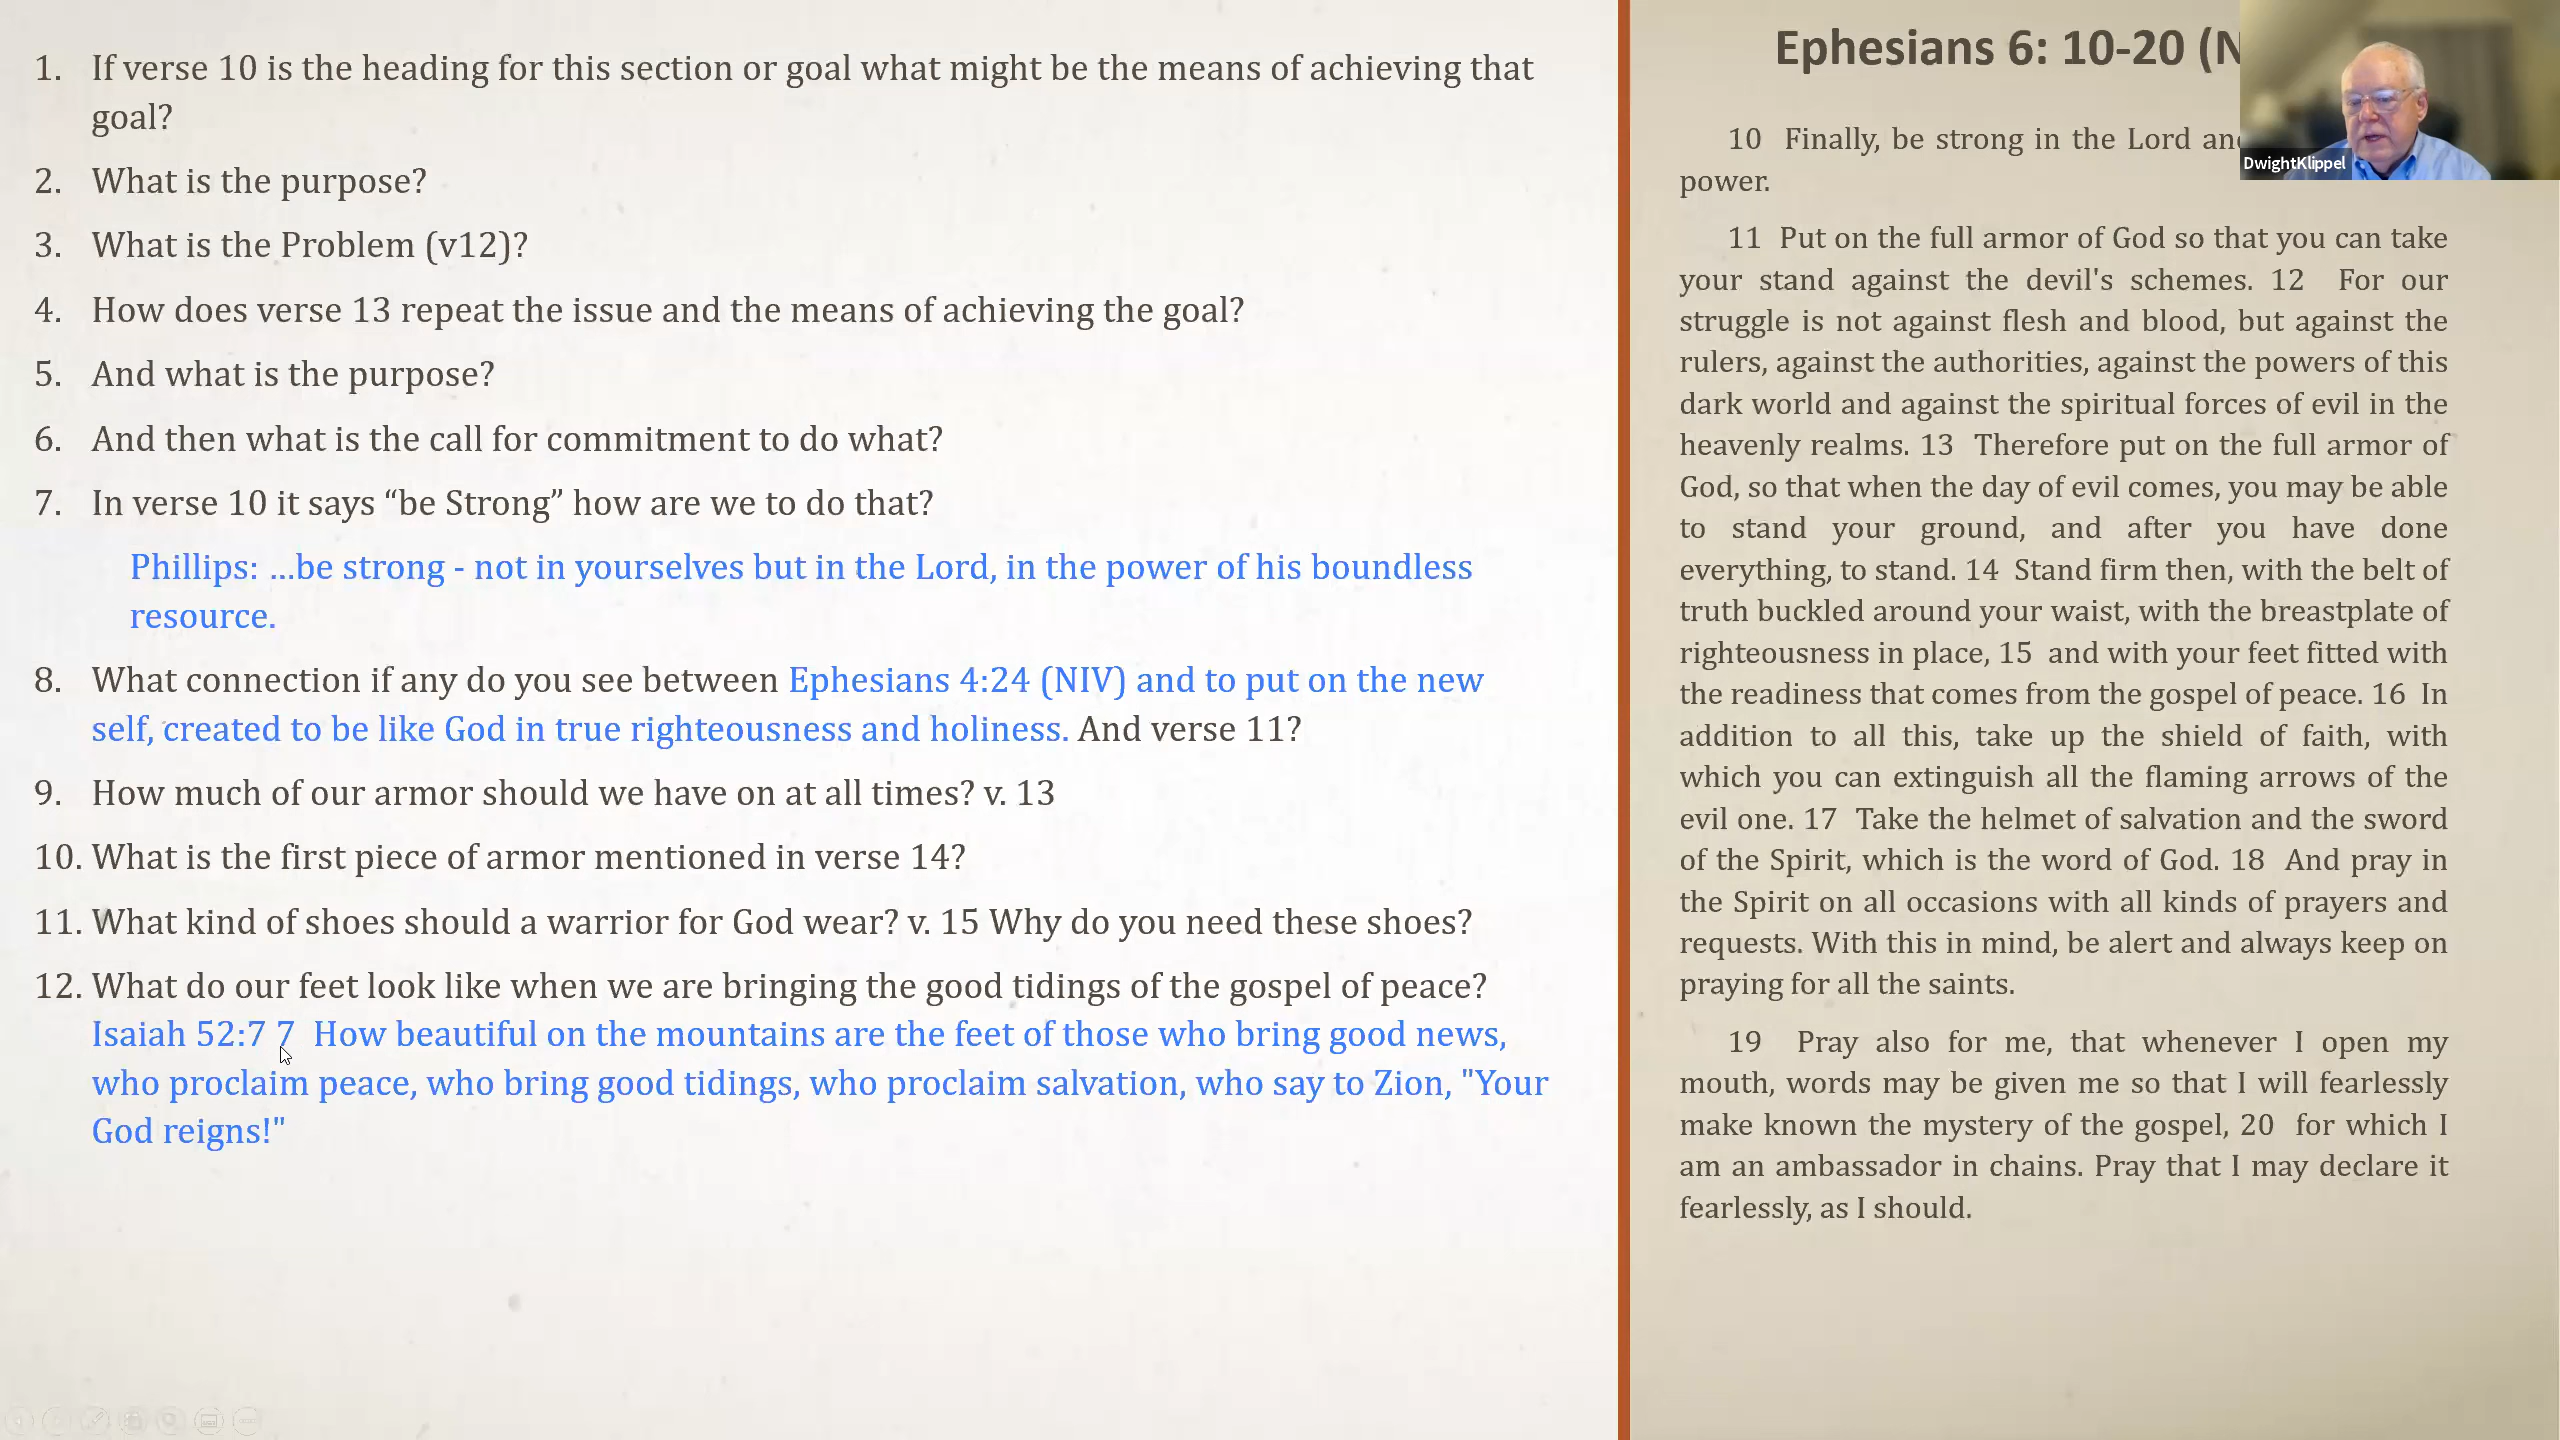 1. If verse 10 is the heading for this section or goal what might be the means of achieving that
goal?
2. What is the purpose?
3. What is the Problem (v12)?
4. How does verse 13 repeat the issue and the means of achieving the goal?
5. And what is the purpose?
6. And then what is the call for commitment to do what?
7. In verse 10 it says “be Strong” how are we to do that?
Phillips: ...be strong - not in yourselves but in the Lord, in the power of his boundless
resource.
8. What connection if any do you see between Ephesians 4:24 (NIV) and to put on the new
self, created to be like God in true righteousness and holiness. And verse 11?
9. How much of our armor should we have on at all times? v. 13
10. What is the first piece of armor mentioned in verse 14?
11. What kind of shoes should a warrior for God wear? v. 15 Why do you need these shoes?
12. What do our feet look like when we are bringing the good tidings of the gospel of peace?
Isaiah 52:7 7 How beautiful on the mountains are the feet of those who bring good news,
who proclaim peace, who bring good tidings, who proclaim salvation, who say to Zion, "Your
God reigns!"
Ephesians 6: 10-20 (N
10 Finally, be strong in the Lord and
power.
11 Put on the full armor of God so that you can take
your stand against the devil's schemes. 12 For our
struggle is not against flesh and blood, but against the
rulers, against the authorities, against the powers of this
dark world and against the spiritual forces of evil in the
heavenly realms. 13 Therefore put on the full armor of
God, so that when the day of evil comes, you may be able
to stand your ground, and after you have done
everything, to stand. 14 Stand firm then, with the belt of
truth buckled around your waist, with the breastplate of
righteousness in place, 15 and with your feet fitted with
the readiness that comes from the gospel of peace. 16 In
addition to all this, take up the shield of faith, with
which you can extinguish all the flaming arrows of the
evil one. 17 Take the helmet of salvation and the sword
of the Spirit, which is the word of God. 18 And pray in
the Spirit on all occasions with all kinds of prayers and
requests. With this in mind, be alert and always keep on
praying for all the saints.
19 Pray also for me, that whenever I open my
mouth, words may be given me so that I will fearlessly
make known the mystery of the gospel, 20 for which I
am an ambassador in chains. Pray that I may declare it
fearlessly, as I should.
DwightKlippel